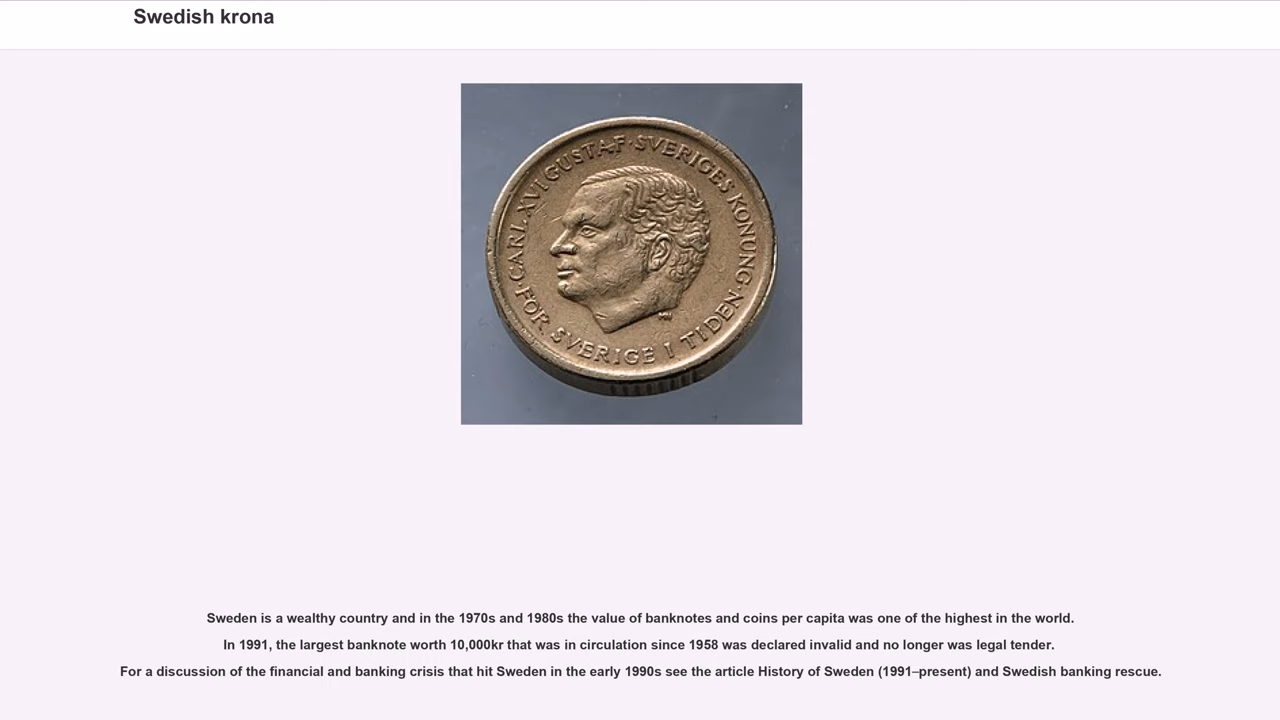 Swedish krona
CARL XVI GUSTAF · SVERIGES KONUNG ·
FÖR SVERIGE I TIDEN ·
Sweden is a wealthy country and in the 1970s and 1980s the value of banknotes and coins per capita was one of the highest in the world.
In 1991, the largest banknote worth 10,000kr that was in circulation since 1958 was declared invalid and no longer was legal tender.
For a discussion of the financial and banking crisis that hit Sweden in the early 1990s see the article History of Sweden (1991–present) and Swedish banking rescue.